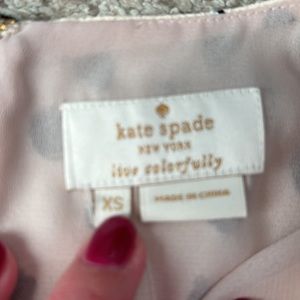 kate spade
NEW YORK
live colorfully
XS
MADE IN CHINA